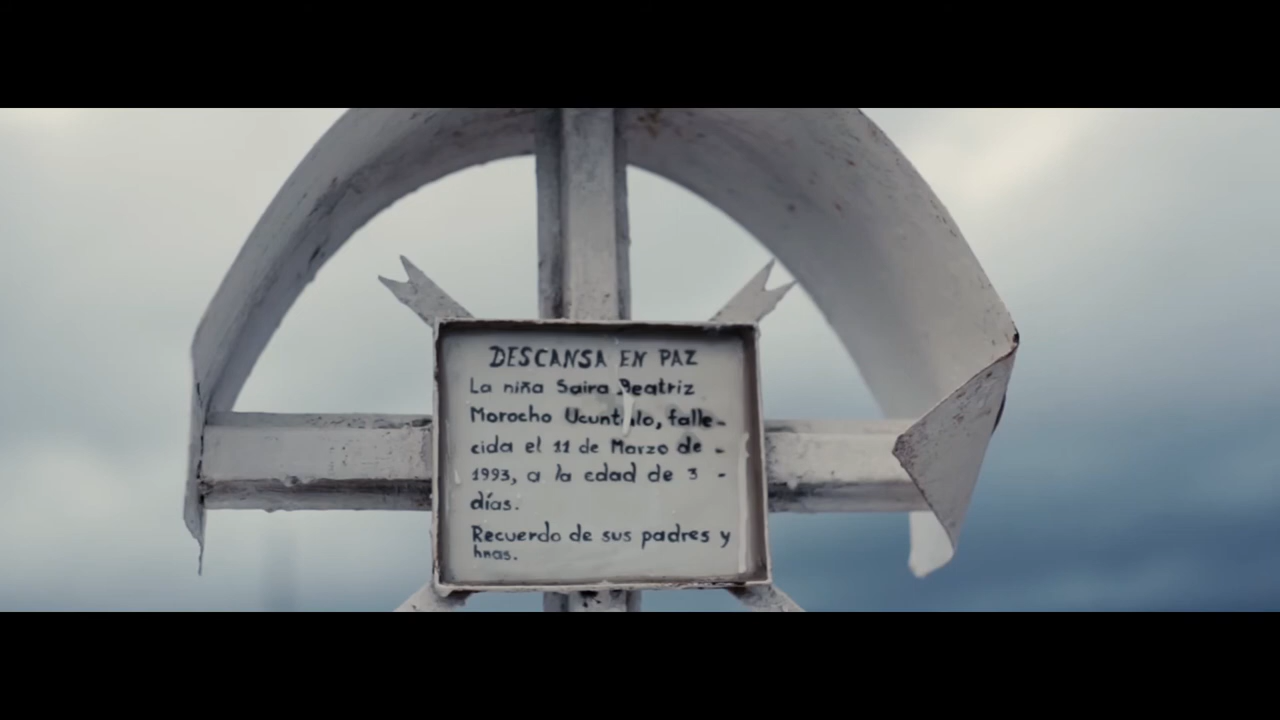 DESCANSA EN PAZ
La niña Saira Beatriz
Morocho falle-
cida el 11 de Marzo de -
1993, a la edad de 3 -
días.
Recuerdo de sus padres y
hnas.